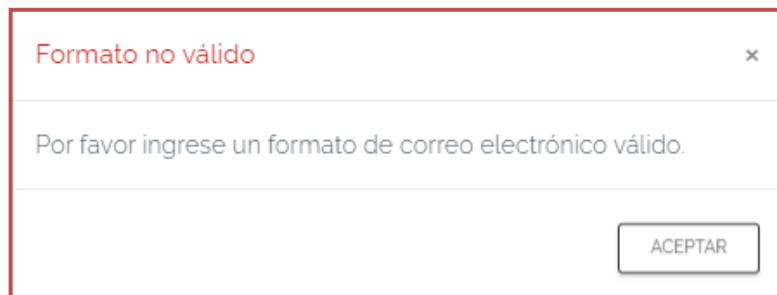 Formato no válido ×
Por favor ingrese un formato de correo electrónico válido.
ACEPTAR